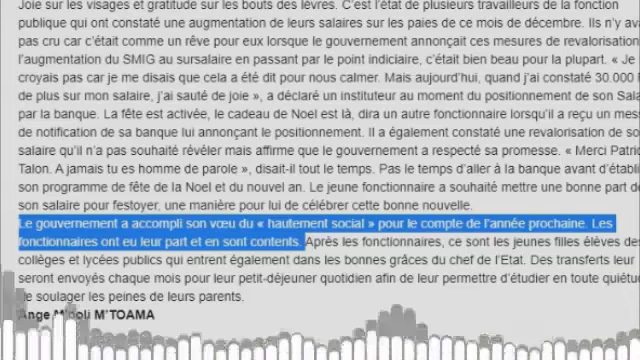 Joie sur les visages et gratitude sur les bouts des lèvres. C'est l'état de plusieurs travailleurs de la fonction
publique qui ont constaté une augmentation de leurs salaires sur les paies de ce mois de décembre. Ils n'y
pas cru car c'était comme un rêve pour eux lorsque le gouvernement annonçait ces mesures de revalorisation
l'augmentation du SMIG au sursalaire en passant par le point indiciaire, c'était bien beau pour la plupart. « Je
croyais pas car je me disais que cela a été dit pour nous calmer. Mais aujourd'hui, quand j'ai constaté 30.000
de plus sur mon salaire, j'ai sauté de joie », a déclaré un instituteur au moment du positionnement de son
par la banque. La fête est activée, le cadeau de Noel est là, dira un autre fonctionnaire lorsqu'il a reçu un
de notification de sa banque lui annonçant le positionnement. Il a également constaté une revalorisation de
salaire qu'il n'a pas souhaité révéler mais affirme que le gouvernement a respecté sa promesse. « Merci
Talon. A jamais tu es homme de parole », disait-il tout le temps. Pas le temps d'aller à la banque avant
son programme de fête de la Noel et du nouvel an. Le jeune fonctionnaire a souhaité mettre une bonne part
son salaire pour festoyer, une manière pour lui de célébrer cette bonne nouvelle.
Le gouvernement a accompli son vœu du « hautement social » pour le compte de l'année prochaine. Les
fonctionnaires ont eu leur part et en sont contents. Après les fonctionnaires, ce sont les jeunes filles élèves
collèges et lycées publics qui entrent également dans les bonnes grâces du chef de l'Etat. Des transferts leur
seront envoyés chaque mois pour leur petit-déjeuner quotidien afin de leur permettre d'étudier en toute
de soulager les peines de leurs parents.
Ange M'TOAMA